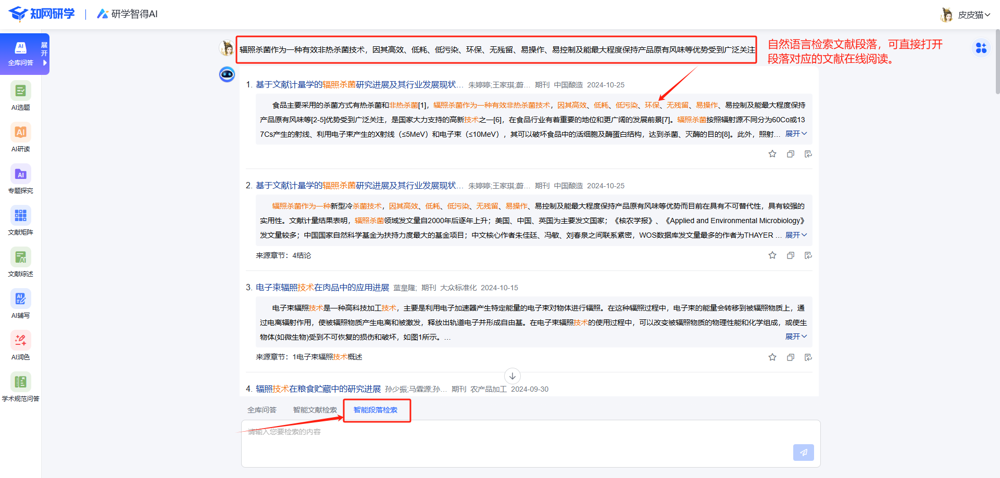 知网研学
研学智得AI
皮皮猫
AI
全库问答
展开
AI选题
AI
AI研读
AI
专题探究
文献矩阵
AI
文献综述
AI
AI辅写
AI润色
学术规范问答
辐照杀菌作为一种有效非热杀菌技术，因其高效、低耗、低污染、环保、无残留、易操作、易控制及能最大程度保持产品原有风味等优势受到广泛关注
自然语言检索文献段落，可直接打开
段落对应的文献在线阅读。
1. 基于文献计量学的辐照杀菌研究进展及其行业发展现状… 朱婷婷;王家琪;蔚… 期刊 中国酿造 2024-10-25
食品主要采用的杀菌方式有热杀菌和非热杀菌[1]，辐照杀菌作为一种有效非热杀菌技术，因其高效、低耗、低污染、环保、无残留、易操作、易控制及能最大程度保持
产品原有风味等[2-5]优势受到广泛关注，是国家大力支持的高新技术之一[6]，在食品行业有着重要的地位和更广阔的发展前景[7]。辐照杀菌按照辐射源不同分为60Co或13
7Cs产生的射线、利用电子束产生的X射线（≤5MeV）和电子束（≤10MeV），其可以破坏食品中的活细胞及酶蛋白结构，达到杀菌、灭酶的目的[8]。此外，照射… 展开
2. 基于文献计量学的辐照杀菌研究进展及其行业发展现状… 朱婷婷;王家琪;蔚… 期刊 中国酿造 2024-10-25
辐照杀菌作为一种新型冷杀菌技术，因其高效、低耗、低污染、无残留、易操作、易控制及能最大程度保持产品原有风味等优势而目前在具有不可替代性，具有较强的
实用性。文献计量结果表明，辐照杀菌领域发文量自2000年后逐年上升；美国、中国、英国为主要发文国家；《核农学报》、《Applied and Environmental Microbiology》
发文量较多；中国国家自然科学基金为扶持力度最大的基金项目；中文核心作者朱佳廷、冯敏、刘春泉之间联系紧密，WOS数据库发文量最多的作者为THAYER … 展开
来源章节：4结论
3. 电子束辐照技术在肉品中的应用进展 蓝皇隆; 期刊 大众标准化 2024-10-15
电子束辐照技术是一种高科技加工技术，主要是利用电子加速器产生特定能量的电子束对物体进行辐照。在这种辐照过程中，电子束的能量会转移到被辐照物质上，通
过电离辐射作用，使被辐照物质产生电离和被激发，释放出轨道电子并形成自由基。在电子束辐照技术的使用过程中，可以改变被辐照物质的物理性能和化学组成，或使生
物体(如微生物)受到不可恢复的损伤和破坏，如图1所示。… 展开
来源章节：1电子束辐照技术概述
4. 辐照技术在粮食贮藏中的研究进展 孙少振;马霖源;孙… 期刊 农产品加工 2024-09-30
全库问答 智能文献检索 智能段落检索
请输入您要检索的内容